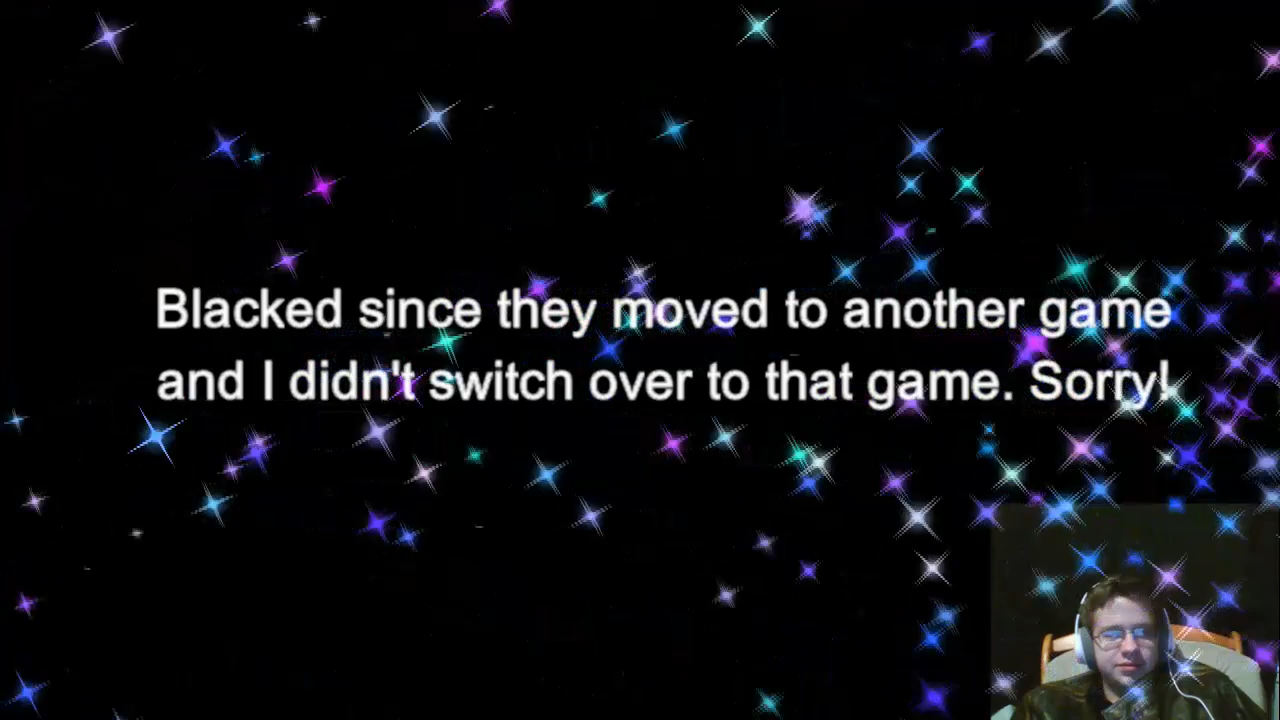 Blacked since they moved to another game
and I didn't switch over to that game. Sorry!